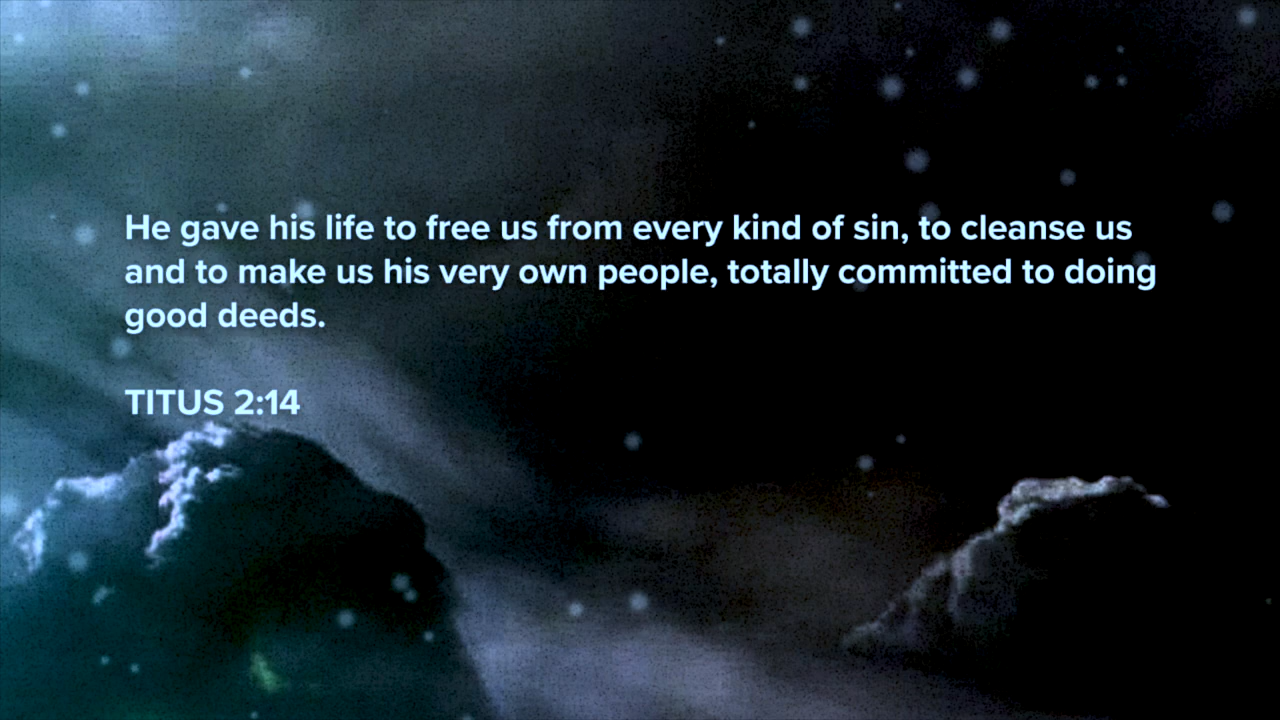 He gave his life to free us from every kind of sin, to cleanse us
and to make us his very own people, totally committed to doing
good deeds.
TITUS 2:14